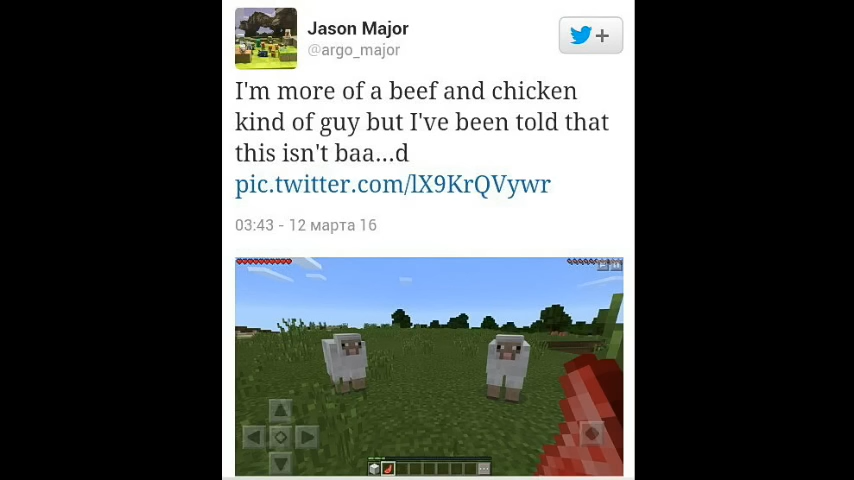 Jason Major
@argo_major
I'm more of a beef and chicken
kind of guy but I've been told that
this isn't baa...d
pic.twitter.com/lX9KrQVywr
03:43 - 12 марта 16